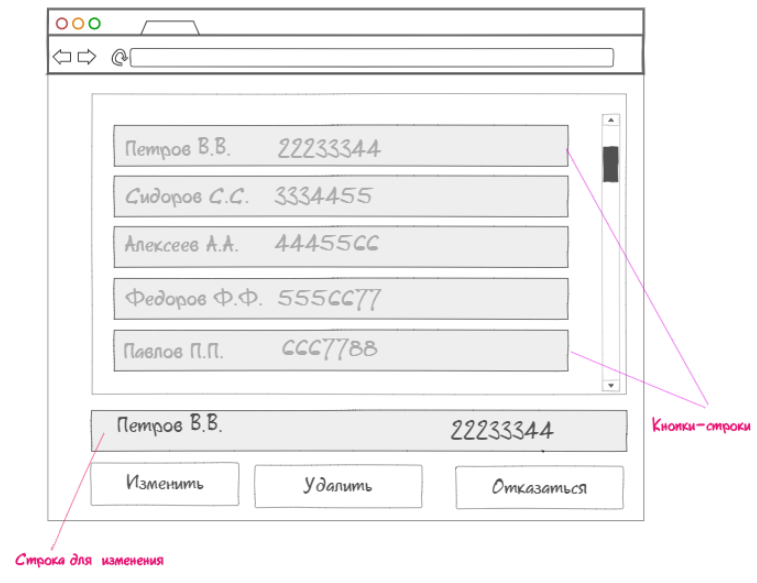 Петров В.В. 22233344
Сидоров С.С. 3334455
Алексеев А.А. 4445566
Федоров Ф.Ф. 5556677
Павлов П.П. 6667788
Петров В.В. 22233344
Кнопки-строки
Изменить Удалить Отказаться
Строка для изменения